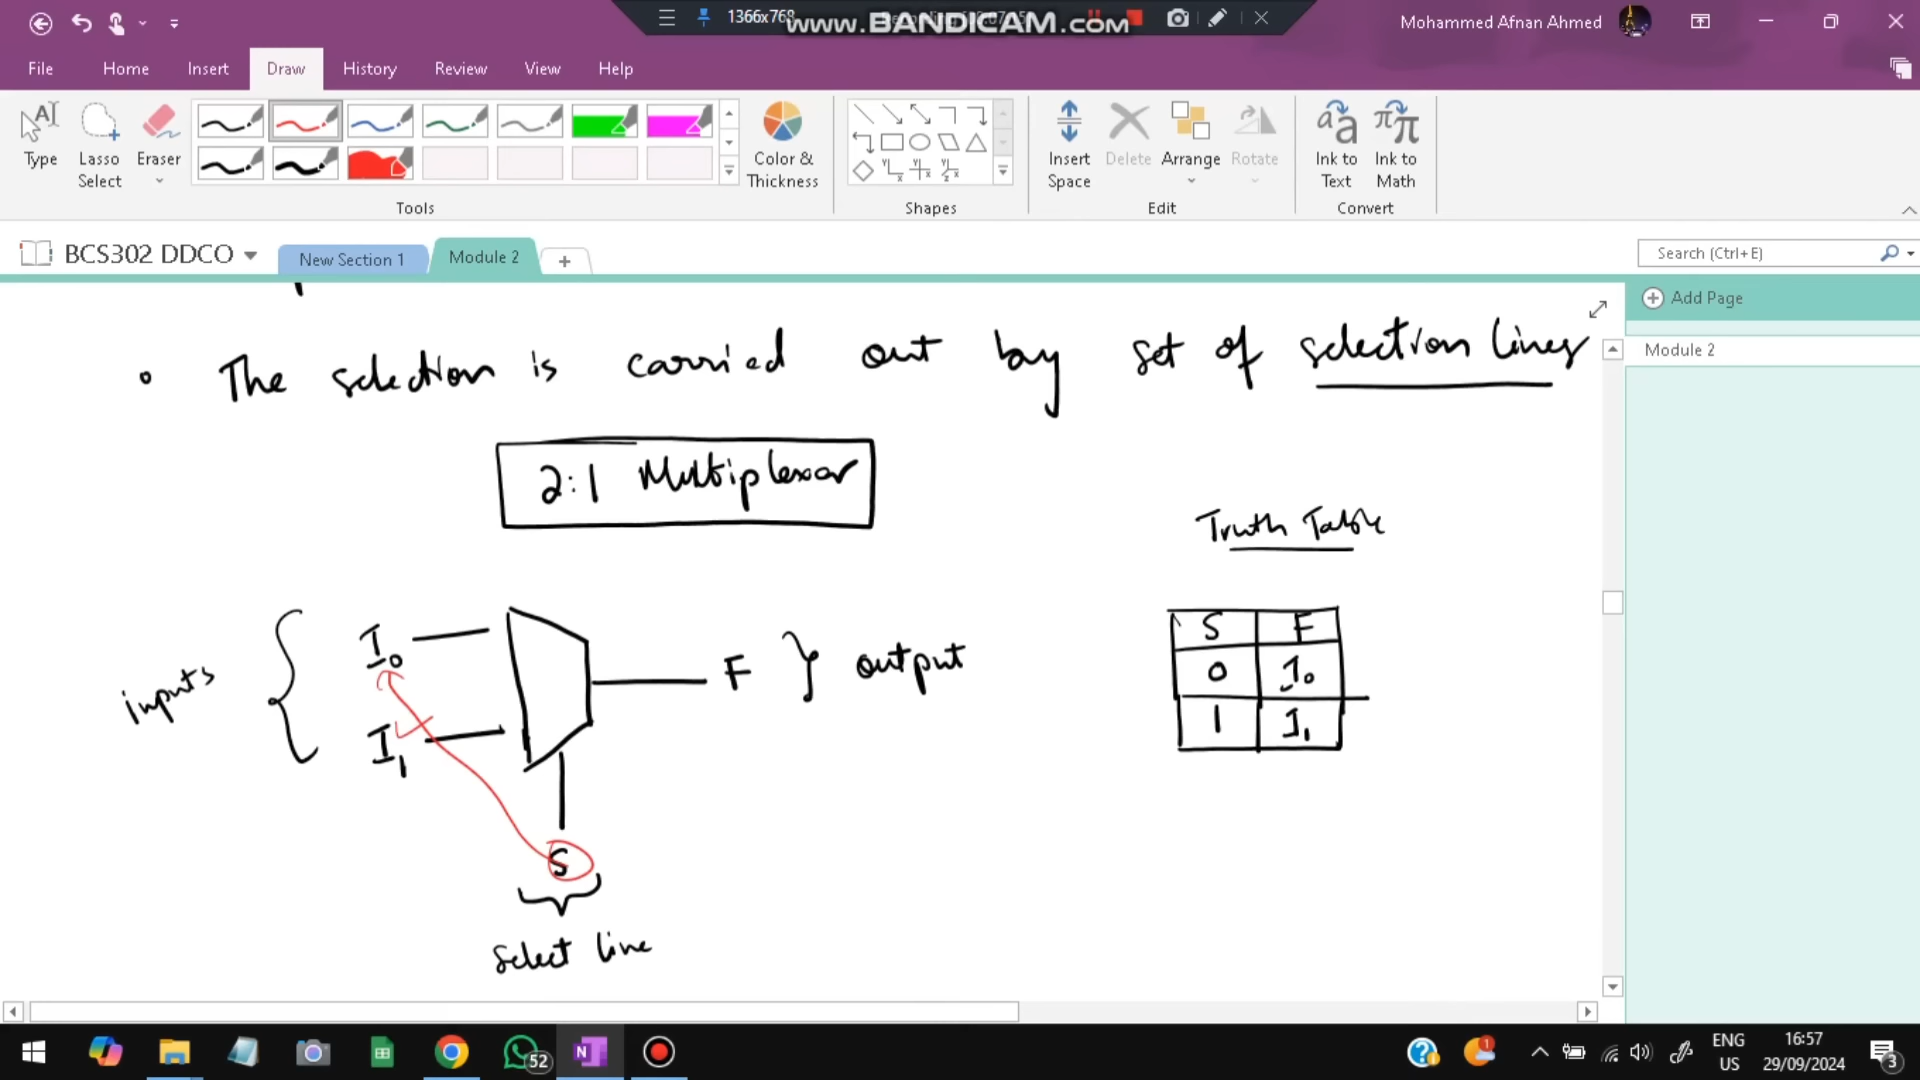 1366x768
www.BANDICAM.com
Mohammed Afnan Ahmed
File Home Insert Draw History Review View Help
Type
Lasso Select
Eraser
Color & Thickness
Insert Space
Delete
Arrange
Rotate
Ink to Text
Ink to Math
Tools
Shapes
Edit
Convert
BCS302 DDCO
New Section 1
Module 2
Search (Ctrl+E)
Add Page
Module 2
• The selection is carried out by set of selection lines
2:1 Multiplexer
Truth Table
inputs
I0
I1
F
output
S
select line
S F
0 I0
1 I1
52
1
ENG
US
16:57
29/09/2024
3